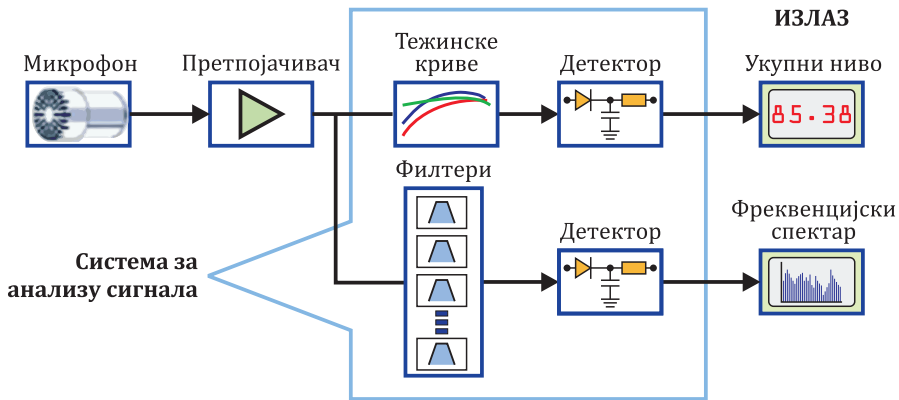 ИЗЛАЗ
Микрофон
Претпојачивач
Тежинске
криве
Детектор
Укупни ниво
85.38
Филтери
Детектор
Фреквенцијски
спектар
Система за
анализу сигнала